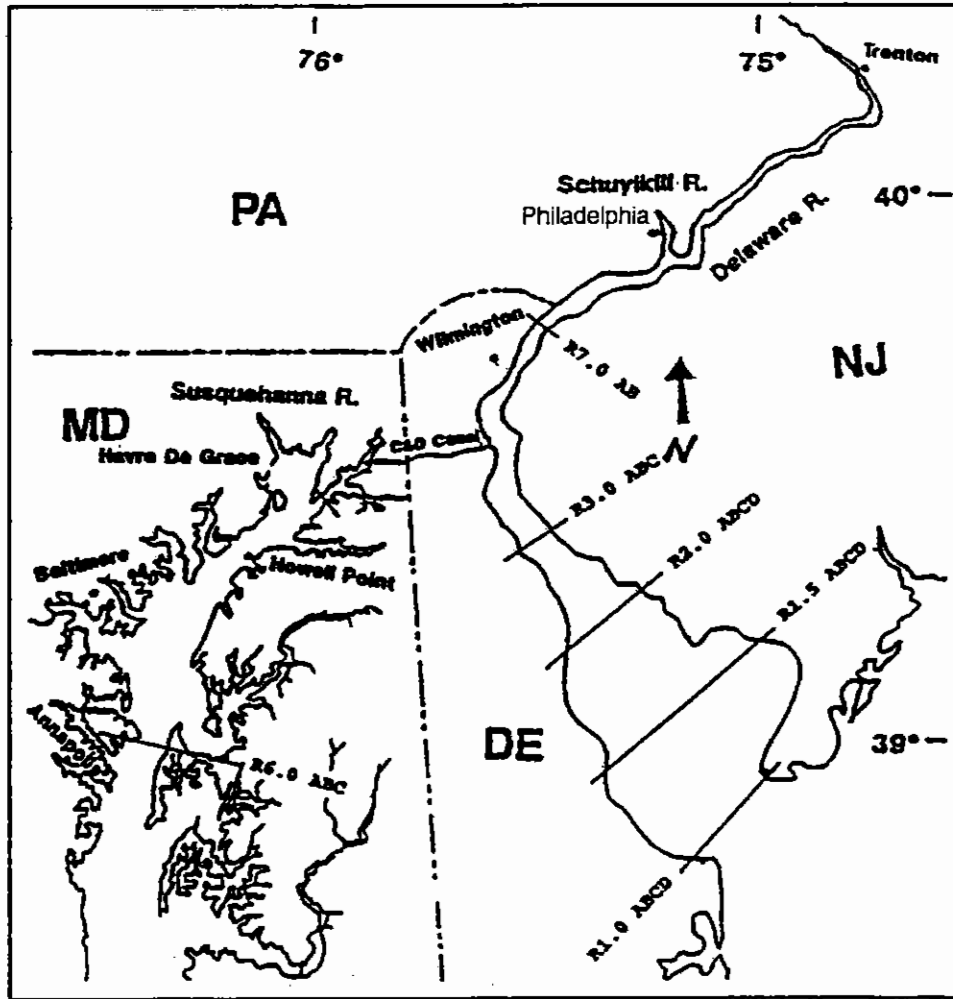 76°
75°
Trenton
Schuylkill R.
PA
40°
Philadelphia
Delaware R.
Wilmington
R7.0 AB
NJ
Susquehanna R.
MD
C&D Canal
N
Havre De Grace
R3.0 ABC
R2.0 ABCD
Baltimore
Howell Point
R1.5 ABCD
Annapolis
DE
39°
R6.0 ABC
R1.0 ABCD